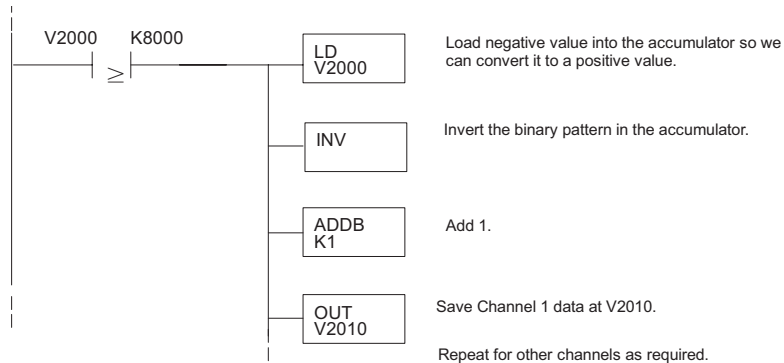 V2000 K8000
≥
LD
V2000
Load negative value into the accumulator so we
can convert it to a positive value.
INV
Invert the binary pattern in the accumulator.
ADDB
K1
Add 1.
OUT
V2010
Save Channel 1 data at V2010.
Repeat for other channels as required.